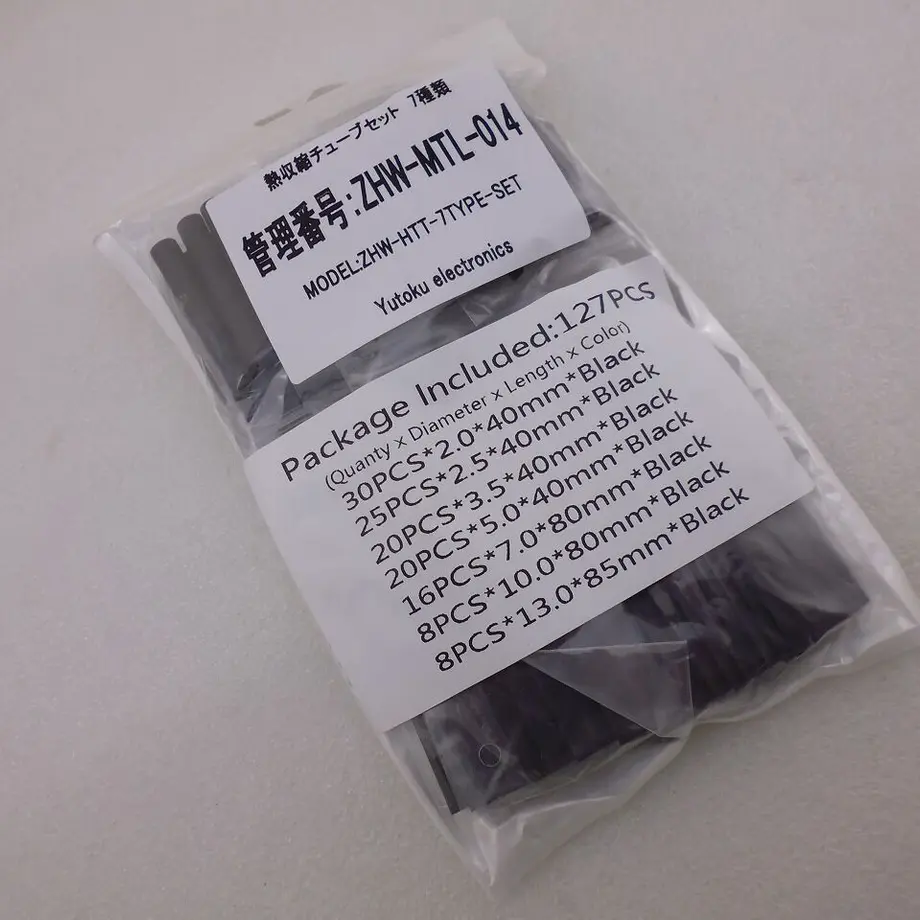 熱収縮チューブセット 7種類
管理番号:ZHW-MTL-014
MODEL:ZHW-HTT-7TYPE-SET
Yutoku electronics
Package Included:127PCS
(Quanty x Diameter x Length x Color)
30PCS*2.0*40mm*Black
25PCS*2.5*40mm*Black
20PCS*3.5*40mm*Black
20PCS*5.0*40mm*Black
16PCS*7.0*80mm*Black
8PCS*10.0*80mm*Black
8PCS*13.0*85mm*Black